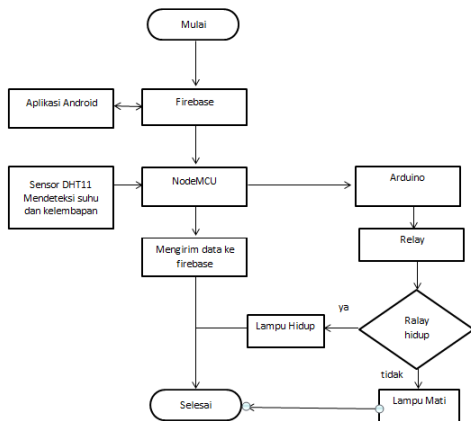 Mulai
Aplikasi Android
Firebase
Sensor DHT11
Mendeteksi suhu
dan kelembapan
NodeMCU
Arduino
Mengirim data ke
firebase
Relay
ya
Lampu Hidup
Ralay
hidup
tidak
Selesai
Lampu Mati